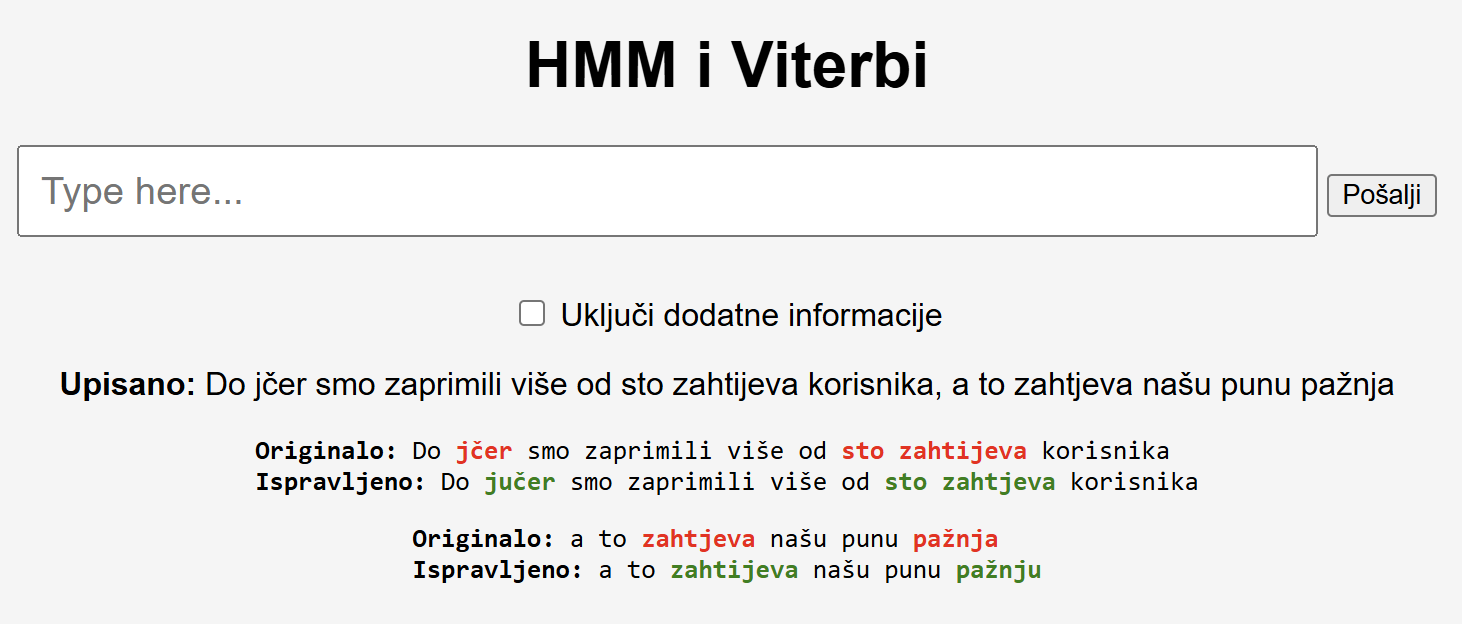 HMM i Viterbi
Type here...
Pošalji
Uključi dodatne informacije
Upisano: Do jčer smo zaprimili više od sto zahtijeva korisnika, a to zahtjeva našu punu pažnja
Originalo: Do jčer smo zaprimili više od sto zahtijeva korisnika
Ispravljeno: Do jučer smo zaprimili više od sto zahtjeva korisnika
Originalo: a to zahtjeva našu punu pažnja
Ispravljeno: a to zahtijeva našu punu pažnju